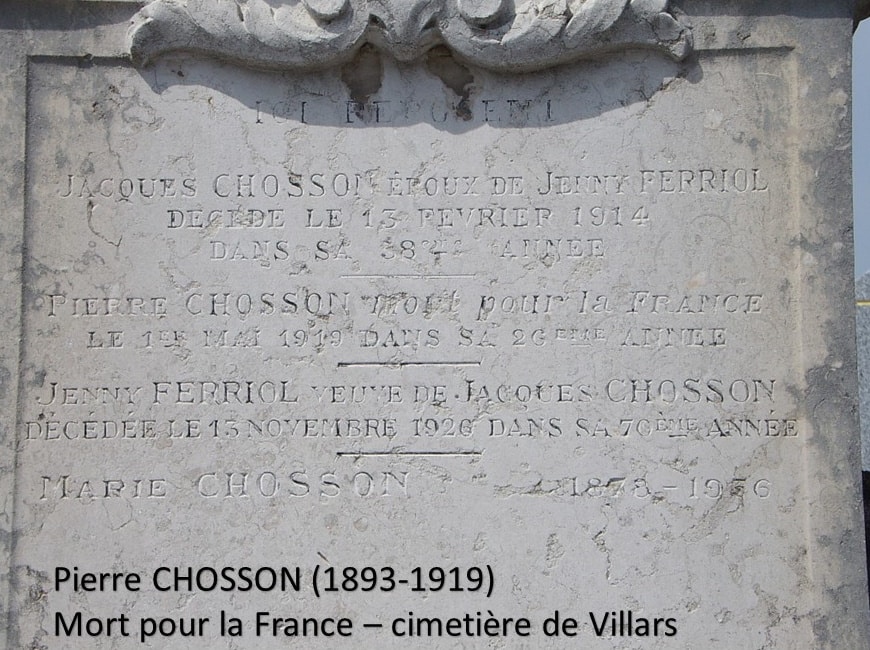 ICI REPOSENT
JACQUES CHOSSON ÉPOUX DE JENNY FERRIOL
DÉCÉDÉ LE 13 FÉVRIER 1914
DANS SA ANNÉE
PIERRE CHOSSON mort pour la FRANCE
LE 1ER MAI 1919 DANS SA 26ÈME ANNÉE
JENNY FERRIOL VEUVE DE JACQUES CHOSSON
DÉCÉDÉE LE 13 NOVEMBRE 1926 DANS SA 70ÈME ANNÉE
MARIE CHOSSON 1878-1956
Pierre CHOSSON (1893-1919)
Mort pour la France – cimetière de Villars